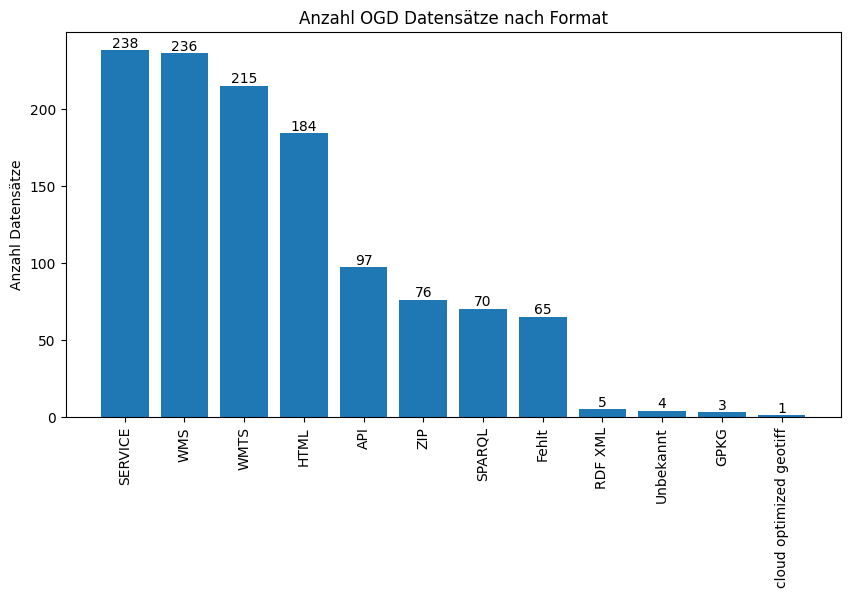 Anzahl OGD Datensätze nach Format
Anzahl Datensätze
200
150
100
50
0
238
236
215
184
97
76
70
65
5
4
3
1
SERVICE
WMS
WMTS
HTML
API
ZIP
SPARQL
Fehlt
RDF XML
Unbekannt
GPKG
cloud optimized geotiff